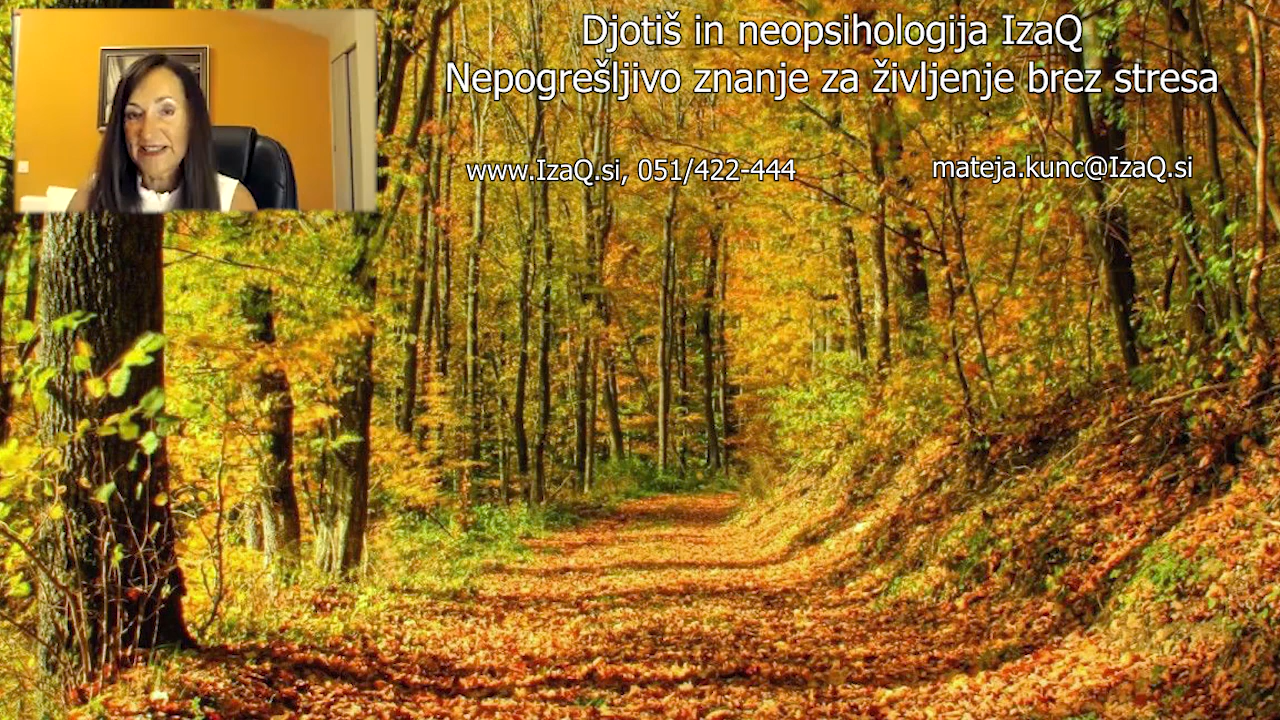 Djotiš in neopsihologija IzaQ
Nepogrešljivo znanje za življenje brez stresa
www.IzaQ.si, 051/422-444
mateja.kunc@IzaQ.si